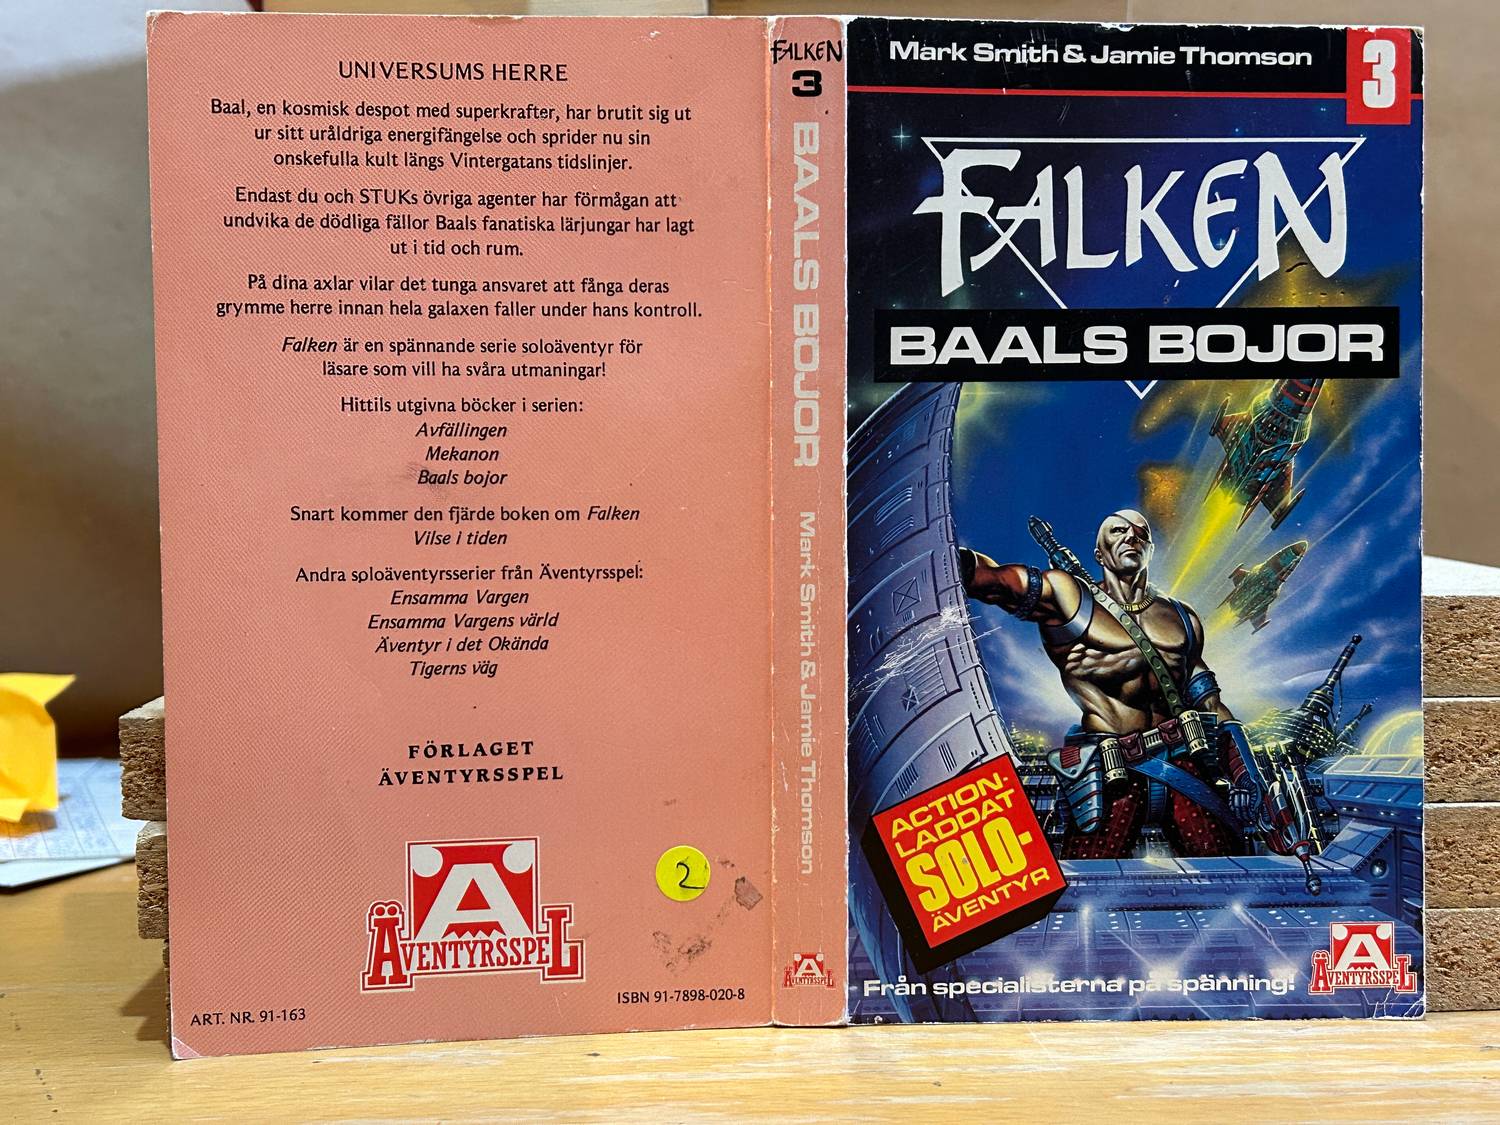 UNIVERSUMS HERRE
Baal, en kosmisk despot med superkrafter, har brutit sig ut
ur sitt uråldriga energifängelse och sprider nu sin
onskefulla kult längs Vintergatans tidslinjer.
Endast du och STUKs övriga agenter har förmågan att
undvika de dödliga fällor Baals fanatiska lärjungar har lagt
ut i tid och rum.
På dina axlar vilar det tunga ansvaret att fånga deras
grymme herre innan hela galaxen faller under hans kontroll.
Falken är en spännande serie soloäventyr för
läsare som vill ha svåra utmaningar!
Hittils utgivna böcker i serien:
Avfällingen
Mekanon
Baals bojor
Snart kommer den fjärde boken om Falken
Vilse i tiden
Andra soloäventyrsserier från Äventyrsspel:
Ensamma Vargen
Ensamma Vargens värld
Äventyr i det Okända
Tigerns väg
FÖRLAGET
ÄVENTYRSSPEL
Ä
ÄVENTYRSSPEL
2
ISBN 91-7898-020-8
ART. NR. 91-163
FALKEN
3
BAALS BOJOR
Mark Smith & Jamie Thomson
ÄVENTYRSSPEL
Mark Smith & Jamie Thomson
3
FALKEN
BAALS BOJOR
ACTION-
LADDAT
SOLO-
ÄVENTYR
Från specialisterna på spänning!
Ä
ÄVENTYRSSPEL